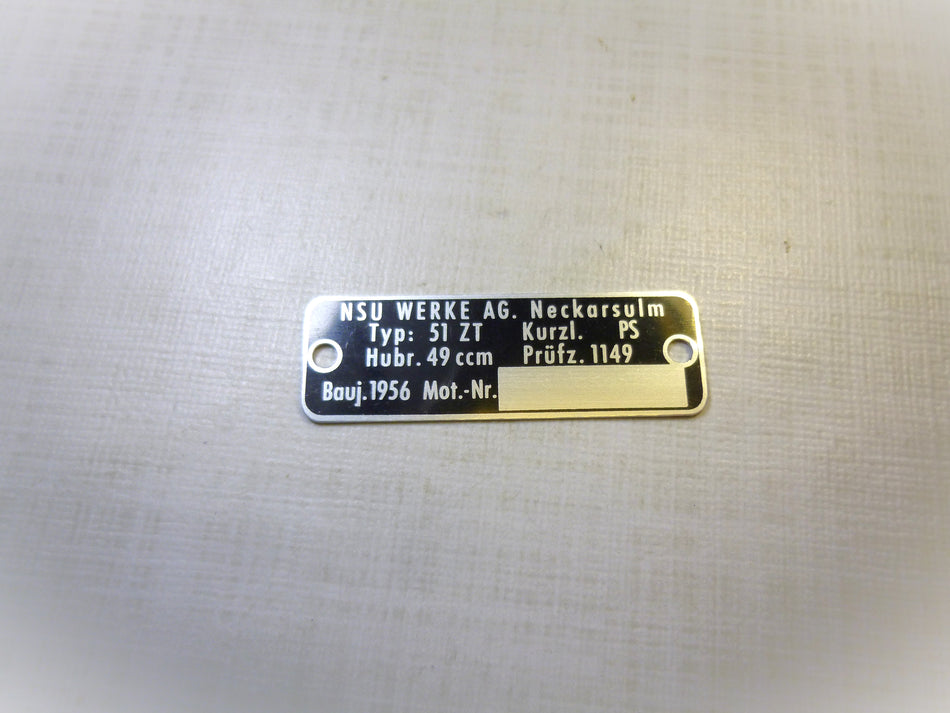 NSU WERKE AG. Neckarsulm
Typ: 51 ZT Kurzl. PS
Hubr. 49 ccm Prüfz. 1149
Bauj. 1956 Mot.-Nr.